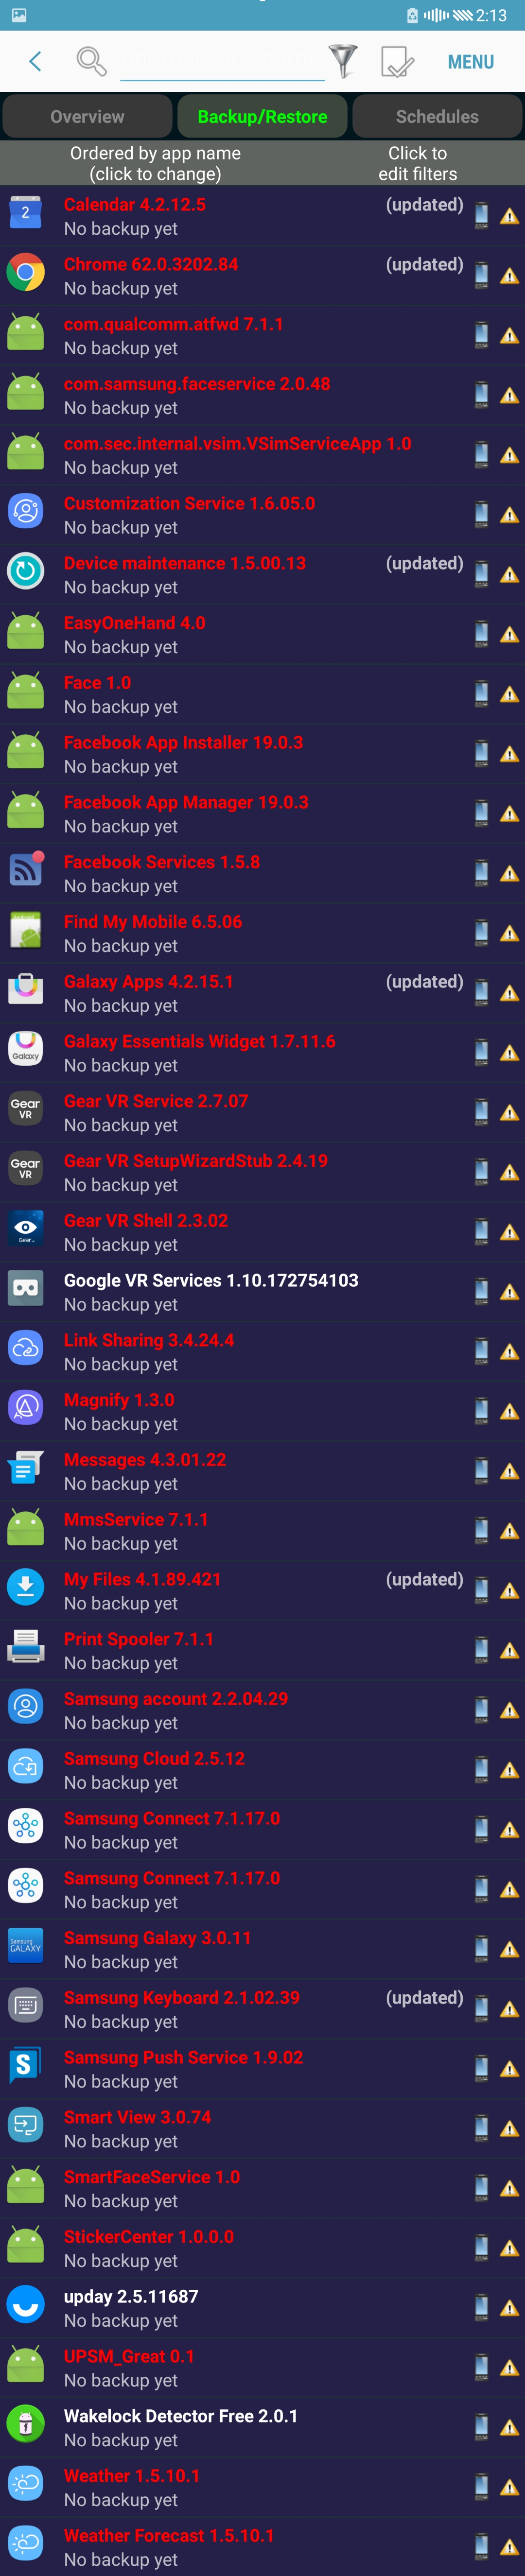 2:13
MENU
Overview
Backup/Restore
Schedules
Ordered by app name
(click to change)
Click to
edit filters
Calendar 4.2.12.5 (updated)
No backup yet
Chrome 62.0.3202.84 (updated)
No backup yet
com.qualcomm.atfwd 7.1.1
No backup yet
com.samsung.faceservice 2.0.48
No backup yet
com.sec.internal.vsim.VSimServiceApp 1.0
No backup yet
Customization Service 1.6.05.0
No backup yet
Device maintenance 1.5.00.13 (updated)
No backup yet
EasyOneHand 4.0
No backup yet
Face 1.0
No backup yet
Facebook App Installer 19.0.3
No backup yet
Facebook App Manager 19.0.3
No backup yet
Facebook Services 1.5.8
No backup yet
Find My Mobile 6.5.06
No backup yet
Galaxy Apps 4.2.15.1 (updated)
No backup yet
Galaxy Essentials Widget 1.7.11.6
Galaxy
No backup yet
Gear VR Service 2.7.07
Gear
VR
No backup yet
Gear VR SetupWizardStub 2.4.19
Gear
VR
No backup yet
Gear VR Shell 2.3.02
No backup yet
Google VR Services 1.10.172754103
No backup yet
Link Sharing 3.4.24.4
No backup yet
Magnify 1.3.0
No backup yet
Messages 4.3.01.22
No backup yet
MmsService 7.1.1
No backup yet
My Files 4.1.89.421 (updated)
No backup yet
Print Spooler 7.1.1
No backup yet
Samsung account 2.2.04.29
No backup yet
Samsung Cloud 2.5.12
No backup yet
Samsung Connect 7.1.17.0
No backup yet
Samsung Connect 7.1.17.0
No backup yet
Samsung Galaxy 3.0.11
Samsung
GALAXY
No backup yet
Samsung Keyboard 2.1.02.39 (updated)
No backup yet
Samsung Push Service 1.9.02
No backup yet
Smart View 3.0.74
No backup yet
SmartFaceService 1.0
No backup yet
StickerCenter 1.0.0.0
No backup yet
upday 2.5.11687
No backup yet
UPSM_Great 0.1
No backup yet
Wakelock Detector Free 2.0.1
No backup yet
Weather 1.5.10.1
No backup yet
Weather Forecast 1.5.10.1
No backup yet